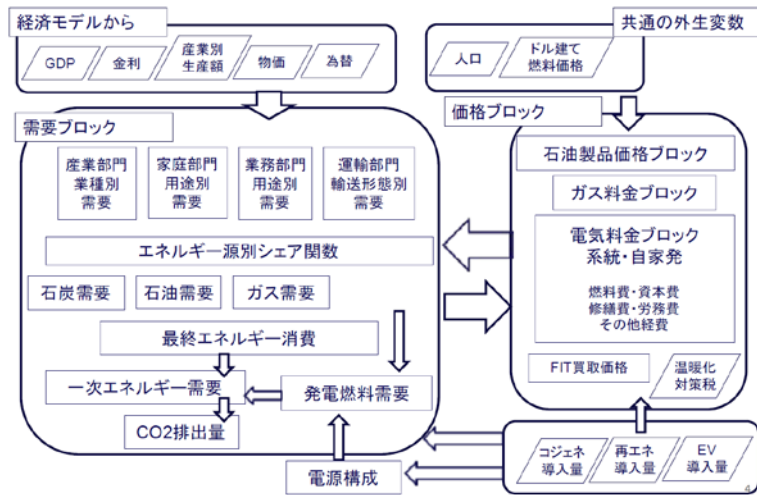 経済モデルから
GDP
金利
産業別
生産額
物価
為替
共通の外生変数
人口
ドル建て
燃料価格
需要ブロック
産業部門
業種別
需要
家庭部門
用途別
需要
業務部門
用途別
需要
運輸部門
輸送形態別
需要
エネルギー源別シェア関数
石炭需要
石油需要
ガス需要
最終エネルギー消費
一次エネルギー需要
発電燃料需要
CO2排出量
電源構成
価格ブロック
石油製品価格ブロック
ガス料金ブロック
電気料金ブロック
系統・自家発
燃料費・資本費
修繕費・労務費
その他経費
FIT買取価格
温暖化
対策税
コジェネ
導入量
再エネ
導入量
EV
導入量
4